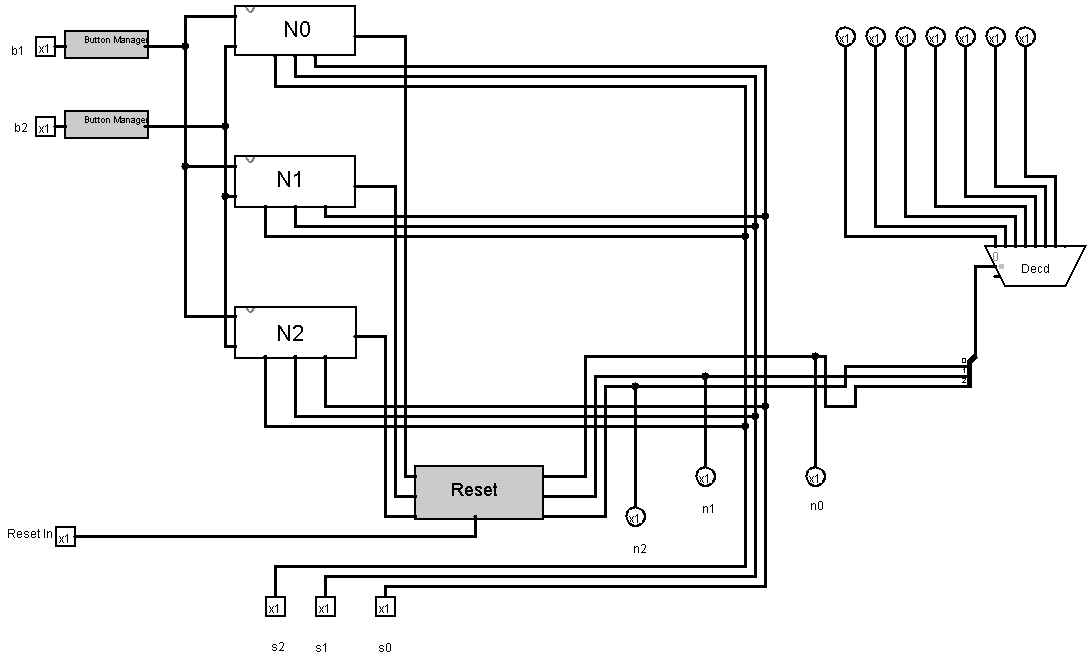 N0
x1 x1 x1 x1 x1 x1 x1
b1 x1 Button Manager
b2 x1 Button Manager
N1
0
Decd
N2
0
1
2
Reset
x1
x1
n0
x1
n1
Reset In x1
n2
x1 x1 x1
s2 s1 s0